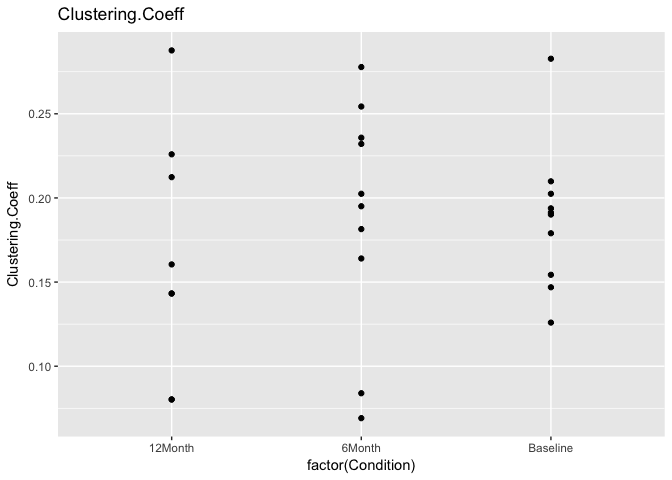 Clustering.Coeff
Clustering.Coeff
0.25
0.20
0.15
0.10
12Month 6Month Baseline
factor(Condition)